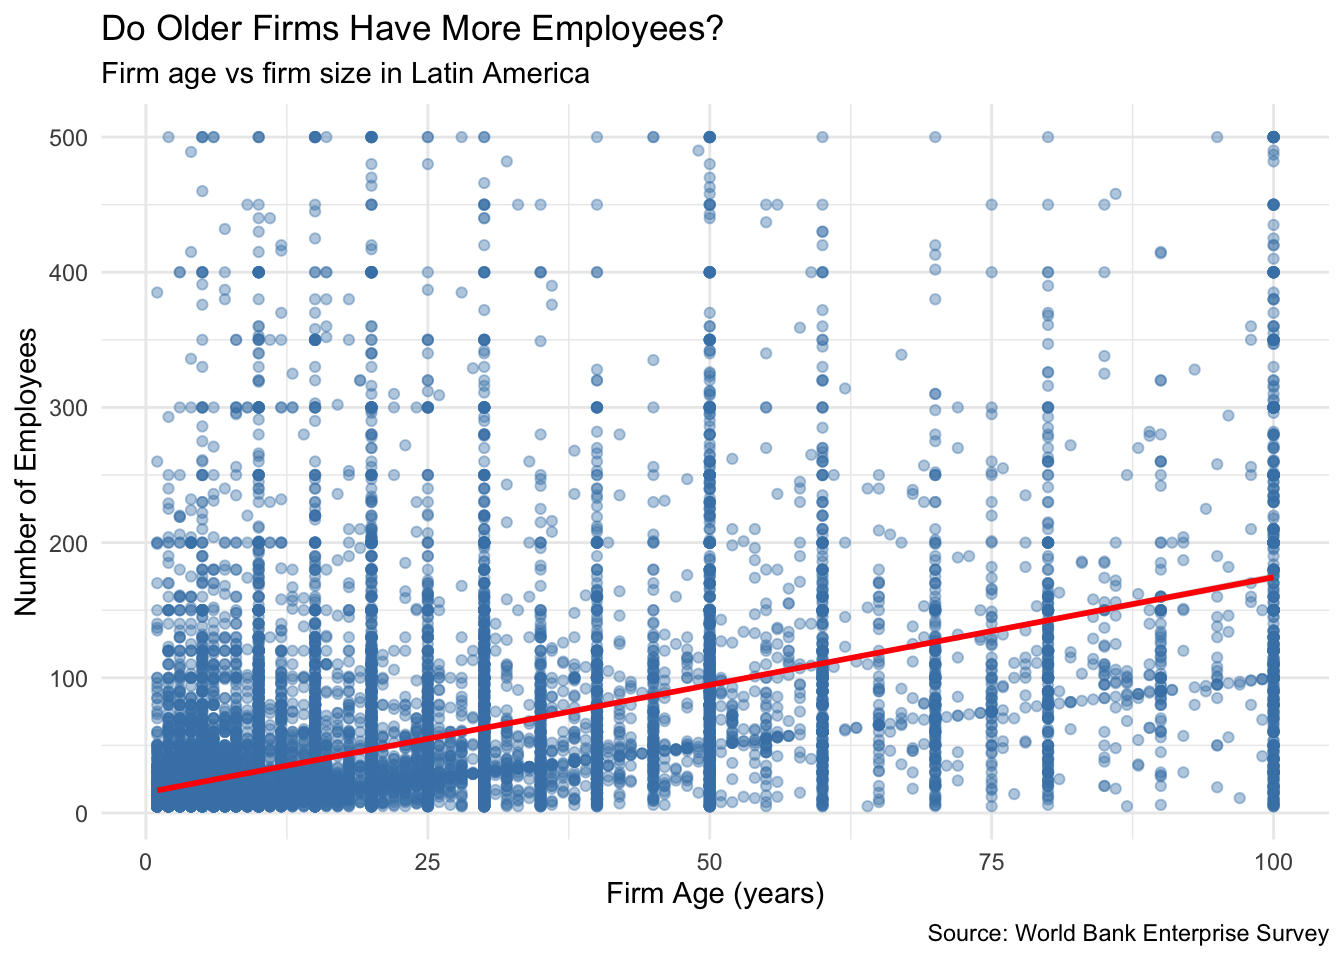 Do Older Firms Have More Employees?
Firm age vs firm size in Latin America
500
400
300
200
100
0
Number of Employees
0 25 50 75 100
Firm Age (years)
Source: World Bank Enterprise Survey